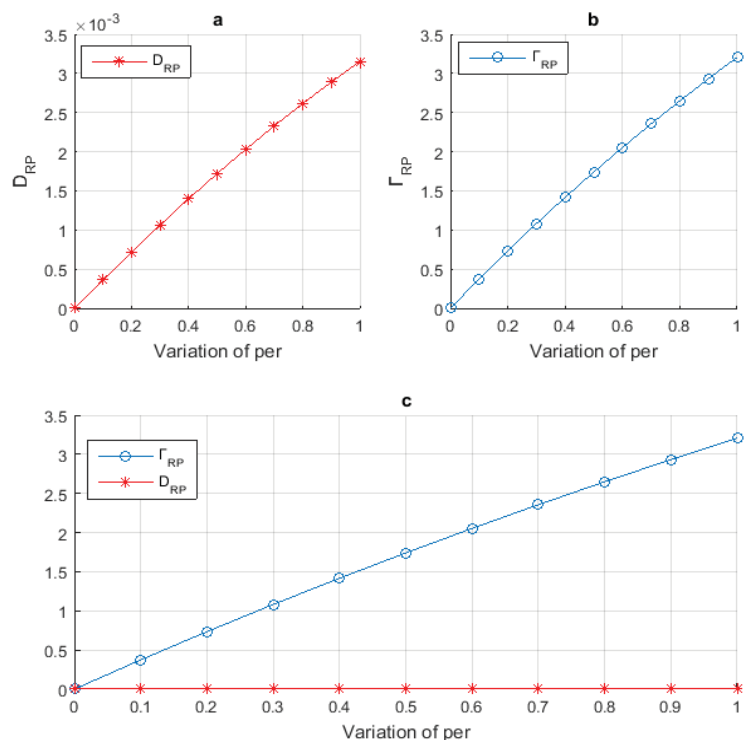 a
×10⁻³
3.5
3
2.5
2
1.5
1
0.5
0
D_RP
D_RP
0 0.2 0.4 0.6 0.8 1
Variation of per
b
3.5
3
2.5
2
1.5
1
0.5
0
Γ_RP
Γ_RP
0 0.2 0.4 0.6 0.8 1
Variation of per
c
3.5
3
2.5
2
1.5
1
0.5
0
Γ_RP
D_RP
0 0.1 0.2 0.3 0.4 0.5 0.6 0.7 0.8 0.9 1
Variation of per